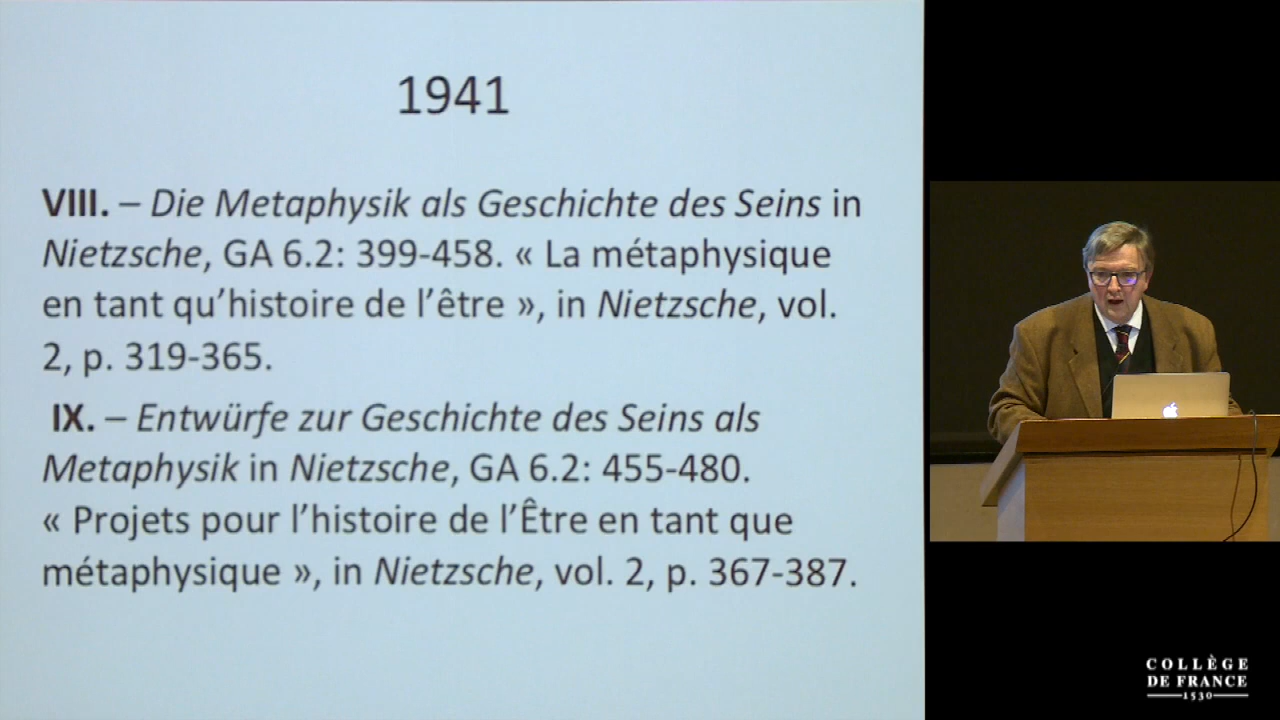 1941
VIII. – Die Metaphysik als Geschichte des Seins in
Nietzsche, GA 6.2: 399-458. « La métaphysique
en tant qu’histoire de l’être », in Nietzsche, vol.
2, p. 319-365.
IX. – Entwürfe zur Geschichte des Seins als
Metaphysik in Nietzsche, GA 6.2: 455-480.
« Projets pour l’histoire de l’Être en tant que
métaphysique », in Nietzsche, vol. 2, p. 367-387.
COLLÈGE
DE FRANCE
1530